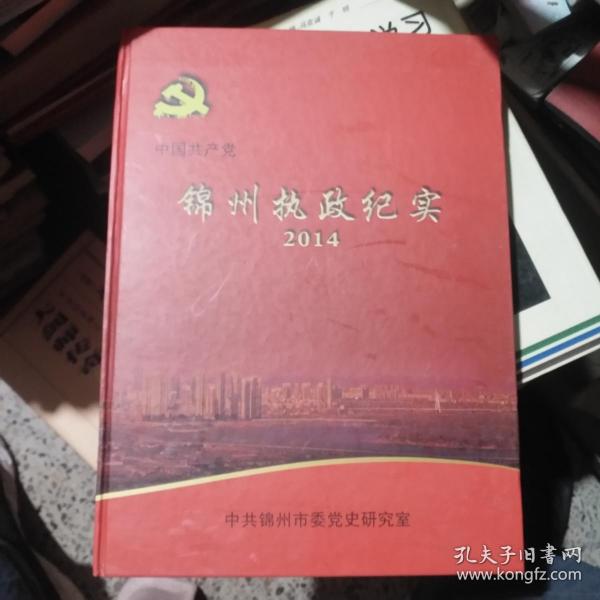 中国共产党
锦州执政纪实
2014
中共锦州市委党史研究室
孔夫子旧书网
www.kongfz.com